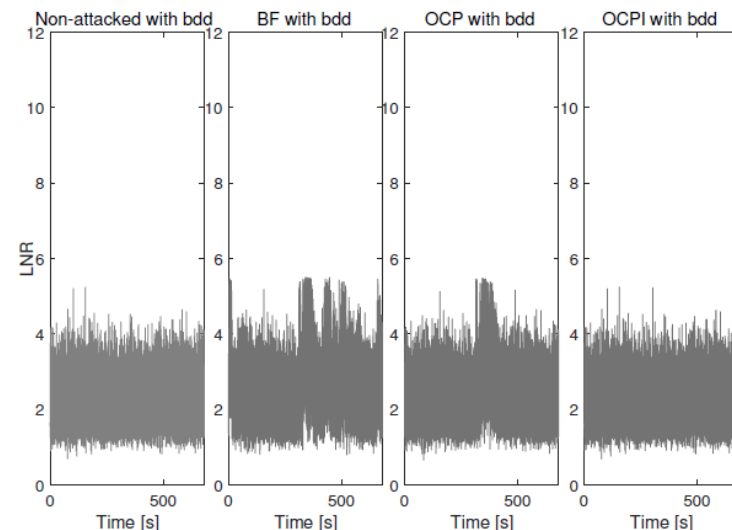 Non-attacked with bdd BF with bdd OCP with bdd OCPI with bdd
12 12 12 12
10 10 10 10
8 8 8 8
LNR
6 6 6 6
4 4 4 4
2 2 2 2
0 0 0 0
0 500 0 500 0 500 0 500
Time [s] Time [s] Time [s] Time [s]